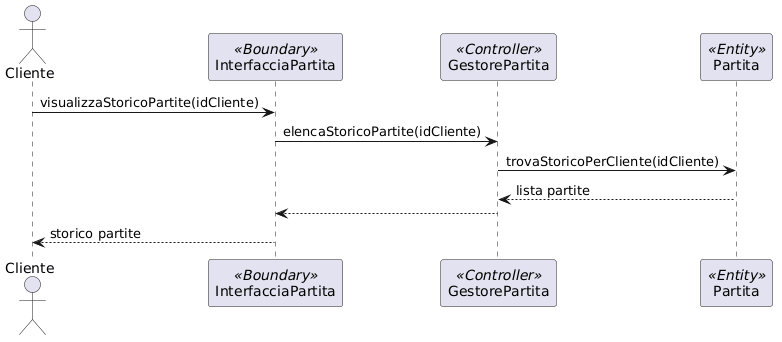 Cliente
«Boundary»
InterfacciaPartita
«Controller»
GestorePartita
«Entity»
Partita
visualizzaStoricoPartite(idCliente)
elencaStoricoPartite(idCliente)
trovaStoricoPerCliente(idCliente)
lista partite
storico partite
Cliente
«Boundary»
InterfacciaPartita
«Controller»
GestorePartita
«Entity»
Partita